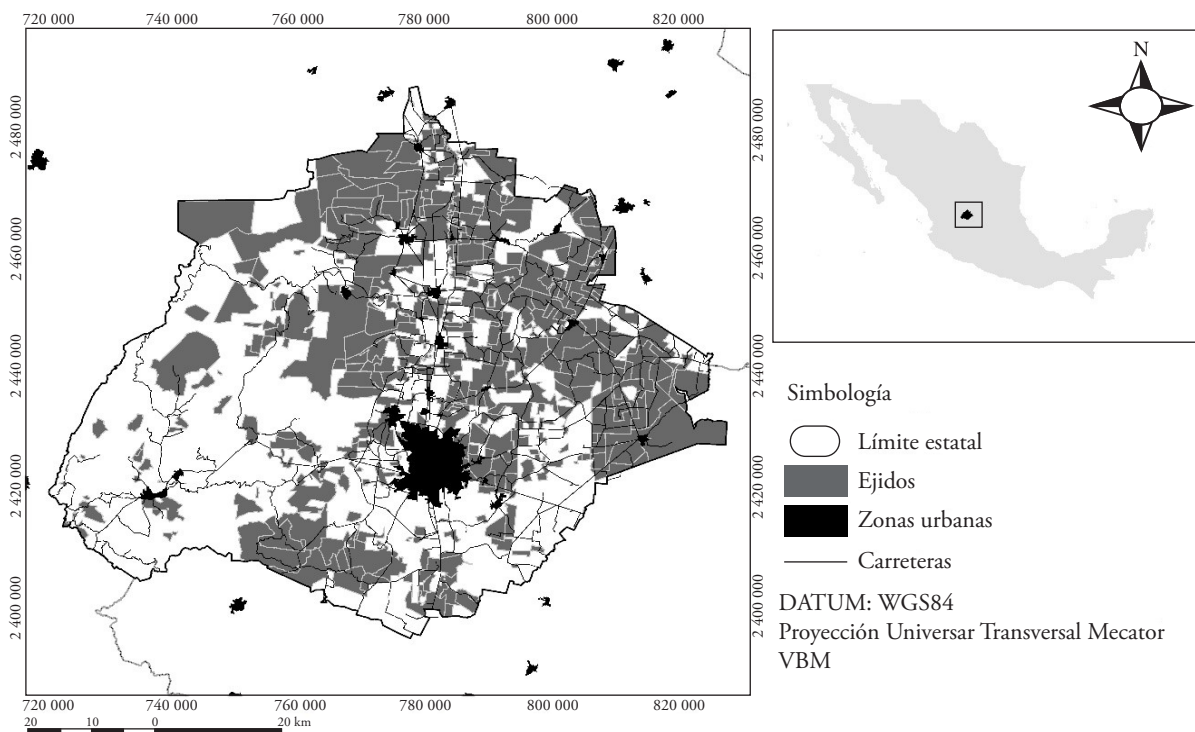 720 000 740 000 760 000 780 000 800 000 820 000
2 480 000
2 460 000
2 440 000
2 420 000
2 400 000
2 480 000
2 460 000
2 440 000
2 420 000
2 400 000
720 000 740 000 760 000 780 000 800 000 820 000
20 10 0 20 km
N
Simbología
Límite estatal
Ejidos
Zonas urbanas
Carreteras
DATUM: WGS84
Proyección Universar Transversal Mecator
VBM